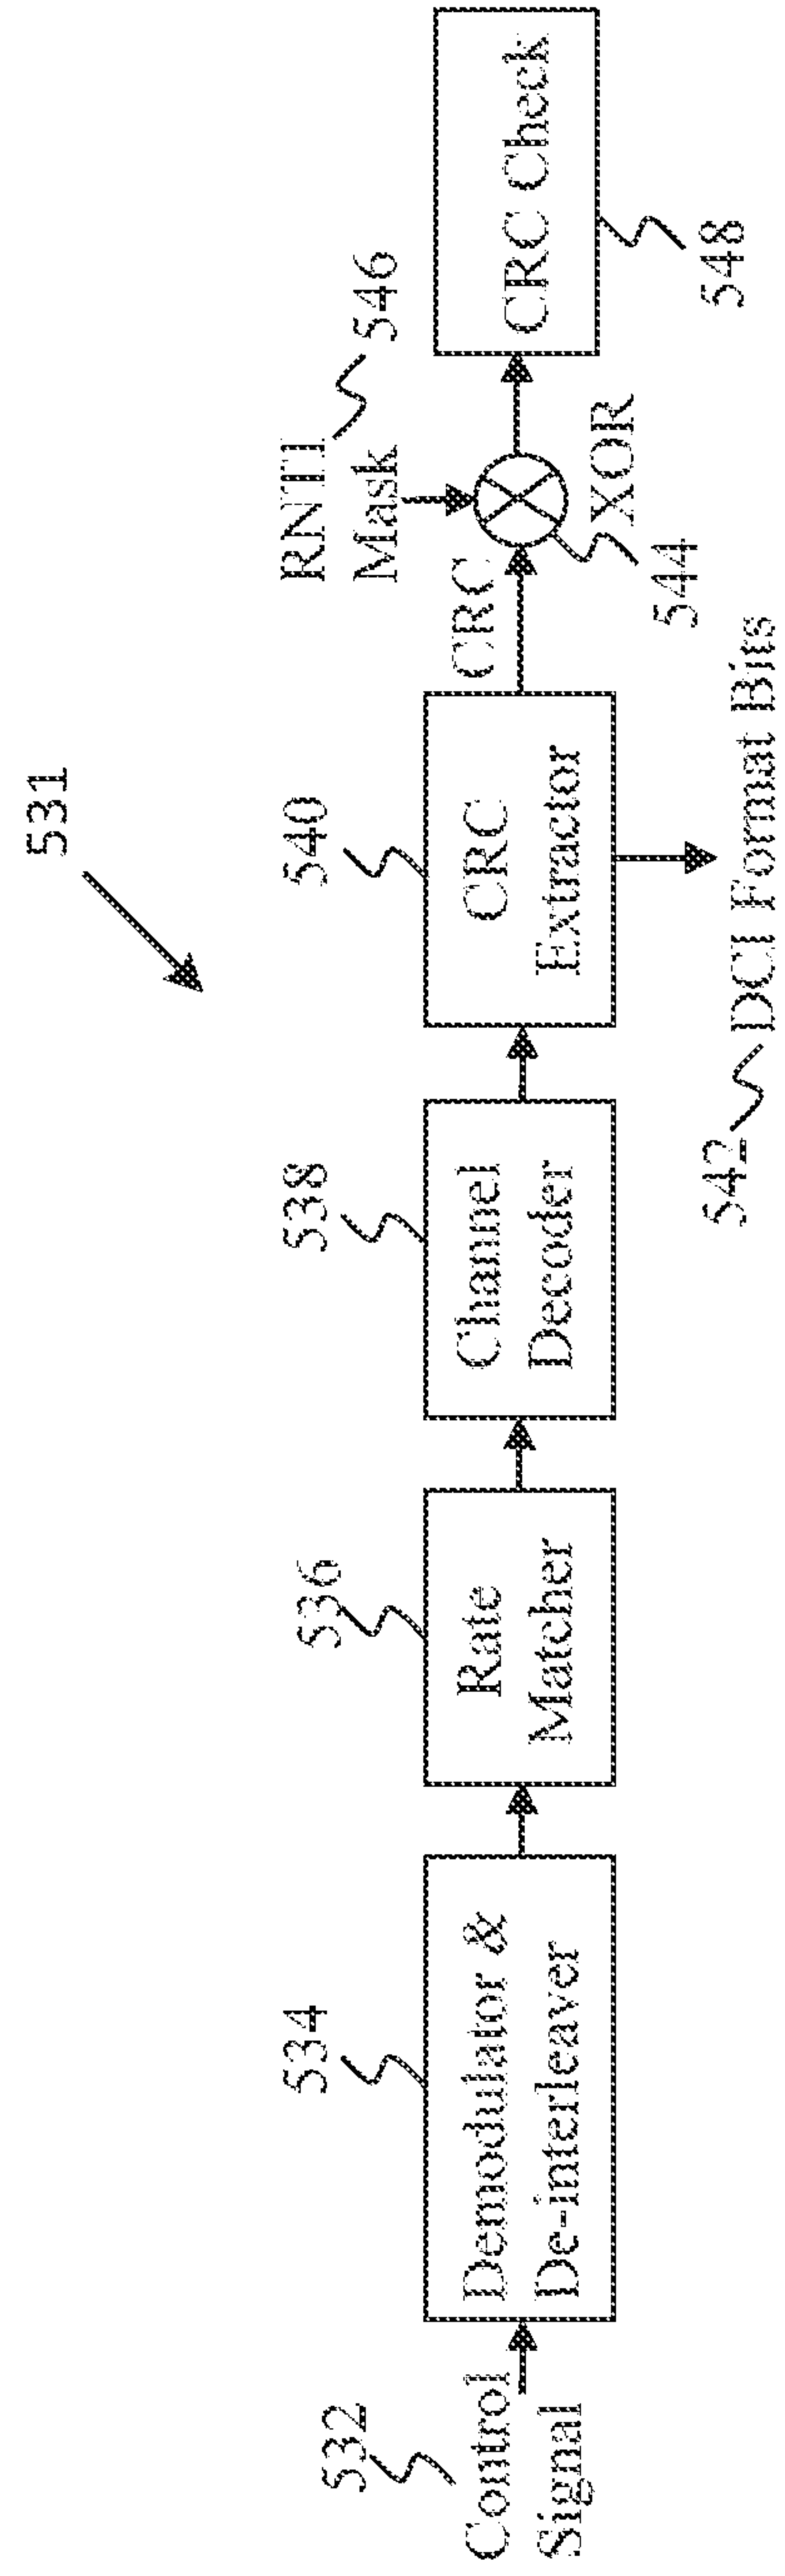 531
532
Control
Signal
534
Demodulator &
De-interleaver
536
Rate
Matcher
538
Channel
Decoder
540
CRC
Extractor
542
DCI Format Bits
CRC
RNTI
Mask
546
XOR
544
CRC Check
548